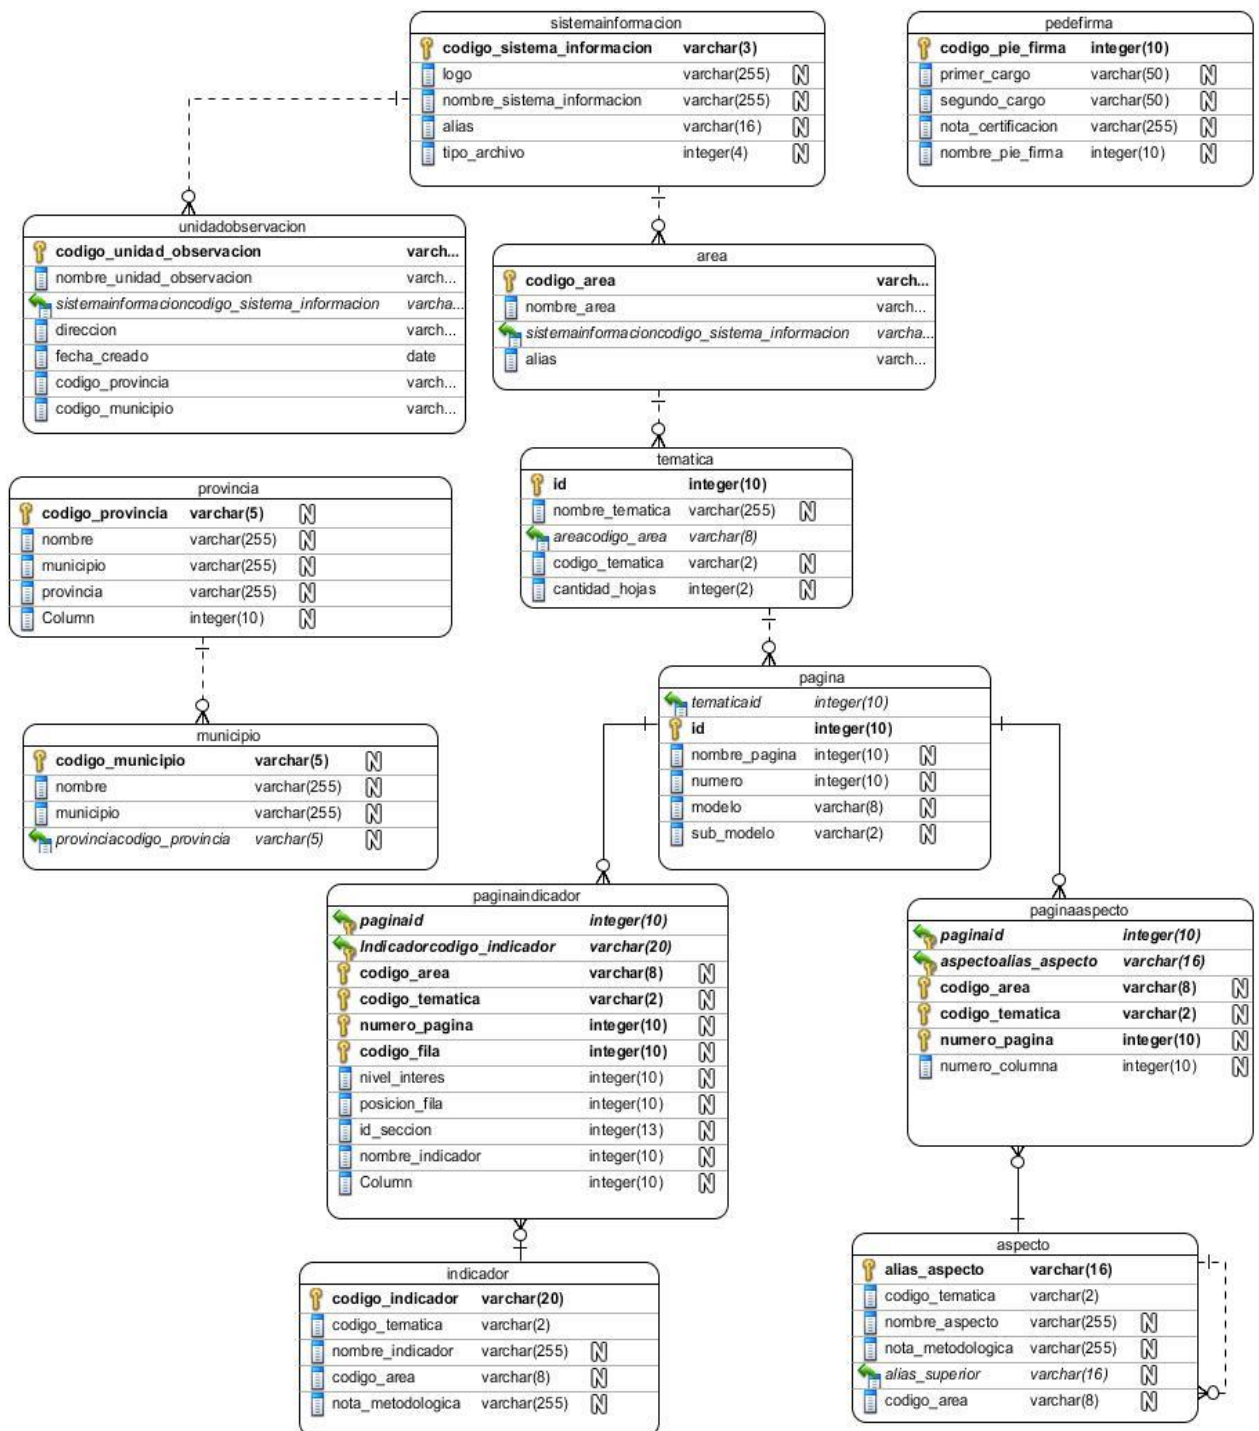 sistemainformacion
codigo_sistema_informacion varchar(3)
logo varchar(255) N
nombre_sistema_informacion varchar(255) N
alias varchar(16) N
tipo_archivo integer(4) N
pedefirma
codigo_pie_firma integer(10)
primer_cargo varchar(50) N
segundo_cargo varchar(50) N
nota_certificacion varchar(255) N
nombre_pie_firma integer(10) N
unidadobservacion
codigo_unidad_observacion varch...
nombre_unidad_observacion varch...
sistemainformacioncodigo_sistema_informacion varcha...
direccion varch...
fecha_creado date
codigo_provincia varch...
codigo_municipio varch...
area
codigo_area varch...
nombre_area varch...
sistemainformacioncodigo_sistema_informacion varcha...
alias varch...
tematica
id integer(10)
nombre_tematica varchar(255) N
areacodigo_area varchar(8)
codigo_tematica varchar(2) N
cantidad_hojas integer(2) N
provincia
codigo_provincia varchar(5) N
nombre varchar(255) N
municipio varchar(255) N
provincia varchar(255) N
Column integer(10) N
pagina
tematicaid integer(10)
id integer(10)
nombre_pagina integer(10) N
numero integer(10) N
modelo varchar(8) N
sub_modelo varchar(2) N
municipio
codigo_municipio varchar(5) N
nombre varchar(255) N
municipio varchar(255) N
provinciacodigo_provincia varchar(5) N
paginaindicador
paginaid integer(10)
Indicadorcodigo_indicador varchar(20)
codigo_area varchar(8) N
codigo_tematica varchar(2) N
numero_pagina integer(10) N
codigo_fila integer(10) N
nivel_interes integer(10) N
posicion_fila integer(10) N
id_seccion integer(13) N
nombre_indicador integer(10) N
Column integer(10) N
paginaaspecto
paginaid integer(10)
aspectoalias_aspecto varchar(16)
codigo_area varchar(8) N
codigo_tematica varchar(2) N
numero_pagina integer(10) N
numero_columna integer(10) N
indicador
codigo_indicador varchar(20)
codigo_tematica varchar(2)
nombre_indicador varchar(255) N
codigo_area varchar(8) N
nota_metodologica varchar(255) N
aspecto
alias_aspecto varchar(16)
codigo_tematica varchar(2)
nombre_aspecto varchar(255) N
nota_metodologica varchar(255) N
alias_superior varchar(16) N
codigo_area varchar(8) N